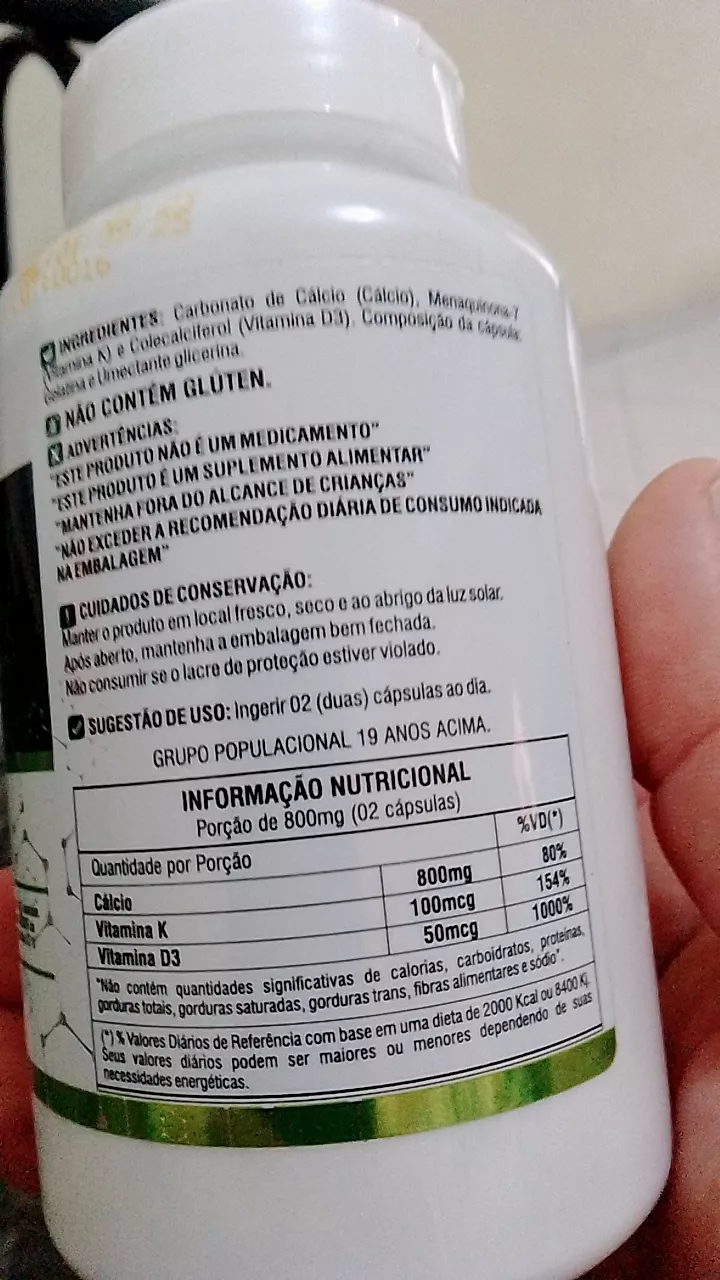 INGREDIENTES: Carbonato de Cálcio (Cálcio), Menaquinona-7
(Vitamina K) e Colecalciferol (Vitamina D3). Composição da cápsula:
Gelatina e Umectante glicerina.
NÃO CONTÉM GLÚTEN.
ADVERTÊNCIAS:
"ESTE PRODUTO NÃO É UM MEDICAMENTO"
"ESTE PRODUTO É UM SUPLEMENTO ALIMENTAR"
"MANTENHA FORA DO ALCANCE DE CRIANÇAS"
"NÃO EXCEDER A RECOMENDAÇÃO DIÁRIA DE CONSUMO INDICADA
NA EMBALAGEM"
CUIDADOS DE CONSERVAÇÃO:
Manter o produto em local fresco, seco e ao abrigo da luz solar.
Após aberto, mantenha a embalagem bem fechada.
Não consumir se o lacre de proteção estiver violado.
SUGESTÃO DE USO: Ingerir 02 (duas) cápsulas ao dia.
GRUPO POPULACIONAL 19 ANOS ACIMA.
INFORMAÇÃO NUTRICIONAL
Porção de 800mg (02 cápsulas)
Quantidade por Porção %VD(*)
Cálcio 800mg 80%
Vitamina K 100mcg 154%
Vitamina D3 50mcg 1000%
"Não contém quantidades significativas de calorias, carboidratos, proteínas,
gorduras totais, gorduras saturadas, gorduras trans, fibras alimentares e sódio".
(*) % Valores Diários de Referência com base em uma dieta de 2000 Kcal ou 8400 Kj.
Seus valores diários podem ser maiores ou menores dependendo de suas
necessidades energéticas.